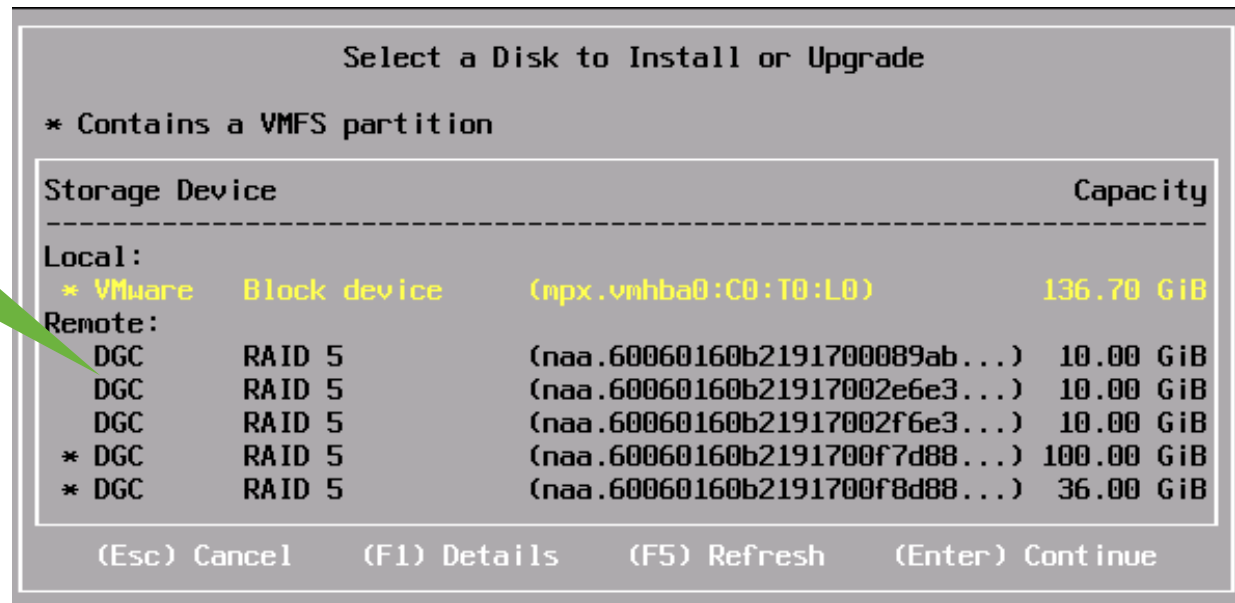 Select a Disk to Install or Upgrade
* Contains a VMFS partition
Storage Device Capacity
--------------------------------------------------------------------------
Local:
* VMware Block device (mpx.vmhba0:C0:T0:L0) 136.70 GiB
Remote:
DGC RAID 5 (naa.60060160b2191700089ab...) 10.00 GiB
DGC RAID 5 (naa.60060160b21917002e6e3...) 10.00 GiB
DGC RAID 5 (naa.60060160b21917002f6e3...) 10.00 GiB
* DGC RAID 5 (naa.60060160b2191700f7d88...) 100.00 GiB
* DGC RAID 5 (naa.60060160b2191700f8d88...) 36.00 GiB
(Esc) Cancel (F1) Details (F5) Refresh (Enter) Continue